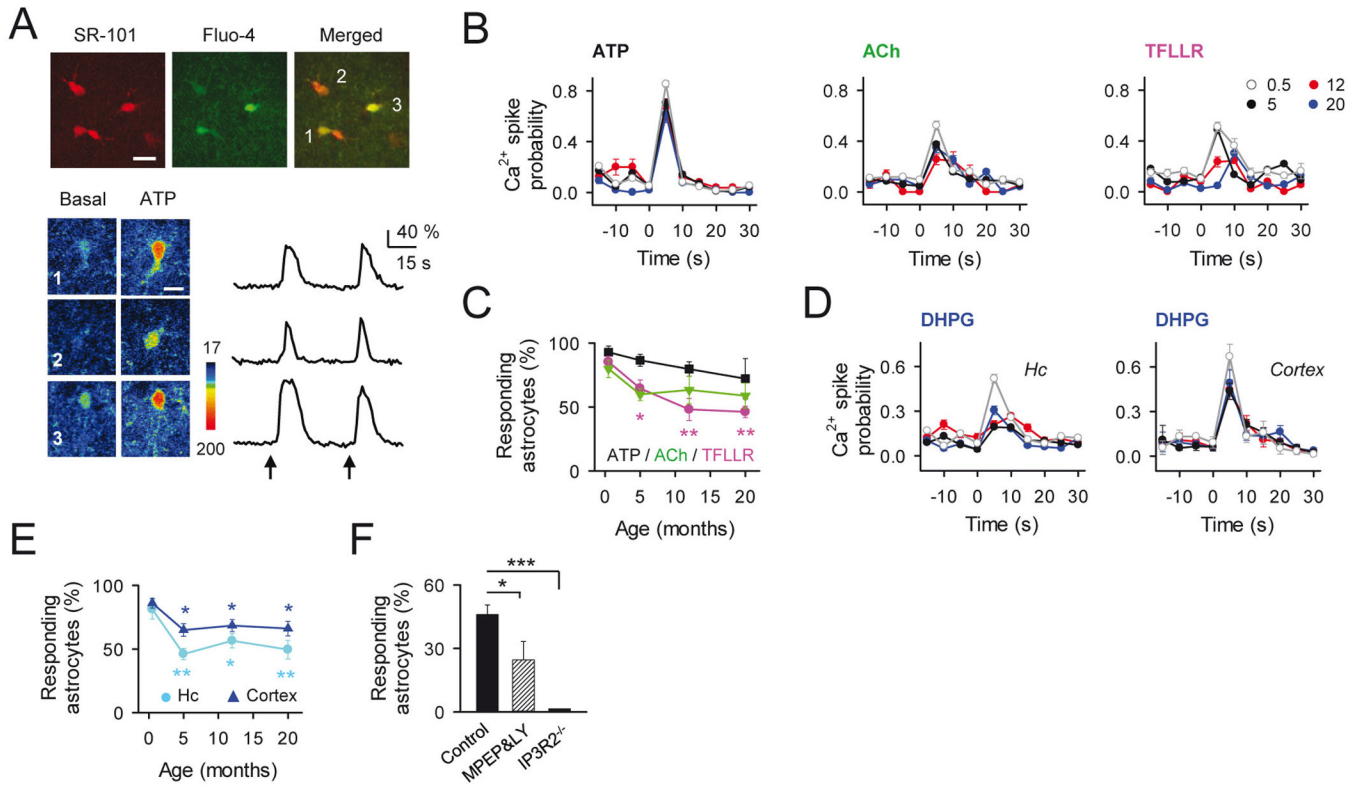 A
SR-101 Fluo-4 Merged
2
3
1
Basal ATP
1
2
3
17
200
40 %
15 s
B
ATP ACh TFLLR
0.5 12
5 20
Ca2+ spike
probability
0.8
0.4
0.0
-10 0 10 20 30
Time (s)
0.8
0.4
0.0
-10 0 10 20 30
Time (s)
0.8
0.4
0.0
-10 0 10 20 30
Time (s)
C
Responding
astrocytes (%)
100
50
0
*
**
**
ATP / ACh / TFLLR
0 5 10 15 20
Age (months)
D
DHPG DHPG
Hc Cortex
Ca2+ spike
probability
0.6
0.3
0.0
-10 0 10 20 30
Time (s)
0.6
0.3
0.0
-10 0 10 20 30
Time (s)
E
Responding
astrocytes (%)
100
50
0
* * *
** * **
Hc Cortex
0 5 10 15 20
Age (months)
F
Responding
astrocytes (%)
60
30
0
***
*
Control
MPEP&LY
IP3R2-/-